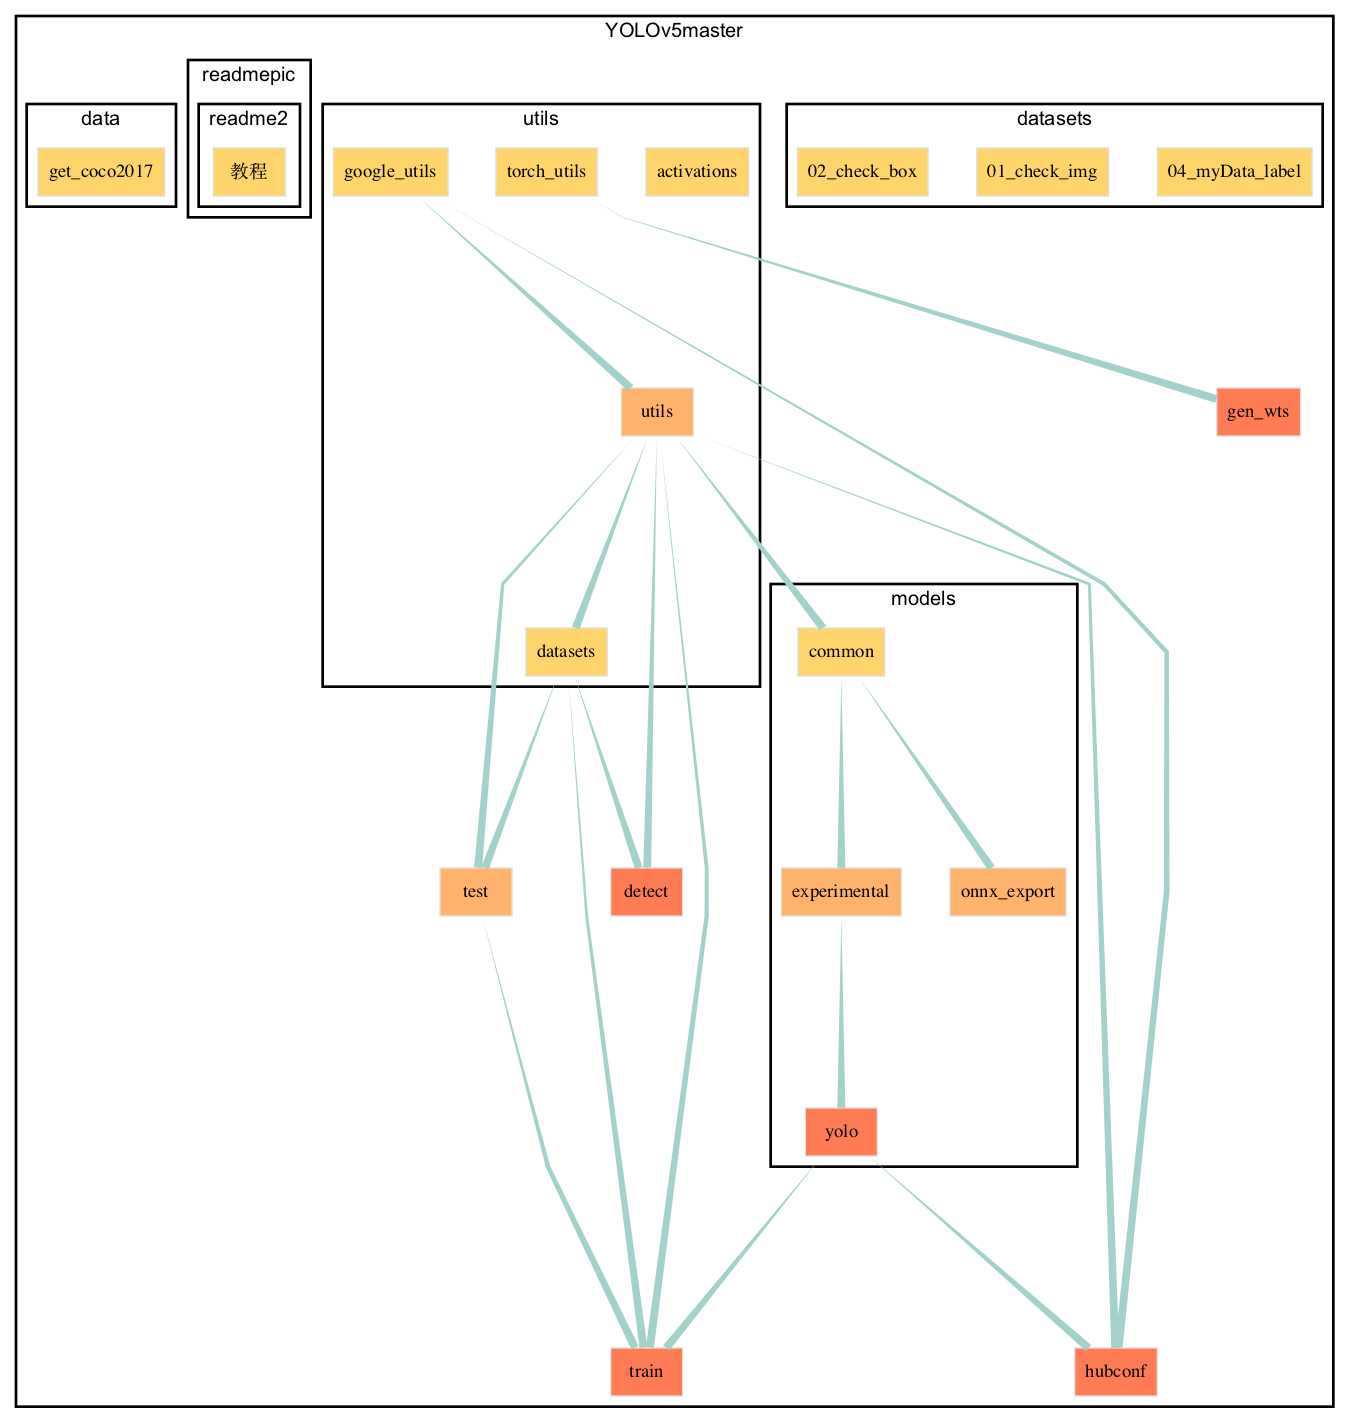 YOLOv5master
readmepic
data
readme2
utils
datasets
get_coco2017
教程
google_utils
torch_utils
activations
02_check_box
01_check_img
04_myData_label
utils
gen_wts
models
datasets
common
test
detect
experimental
onnx_export
yolo
train
hubconf